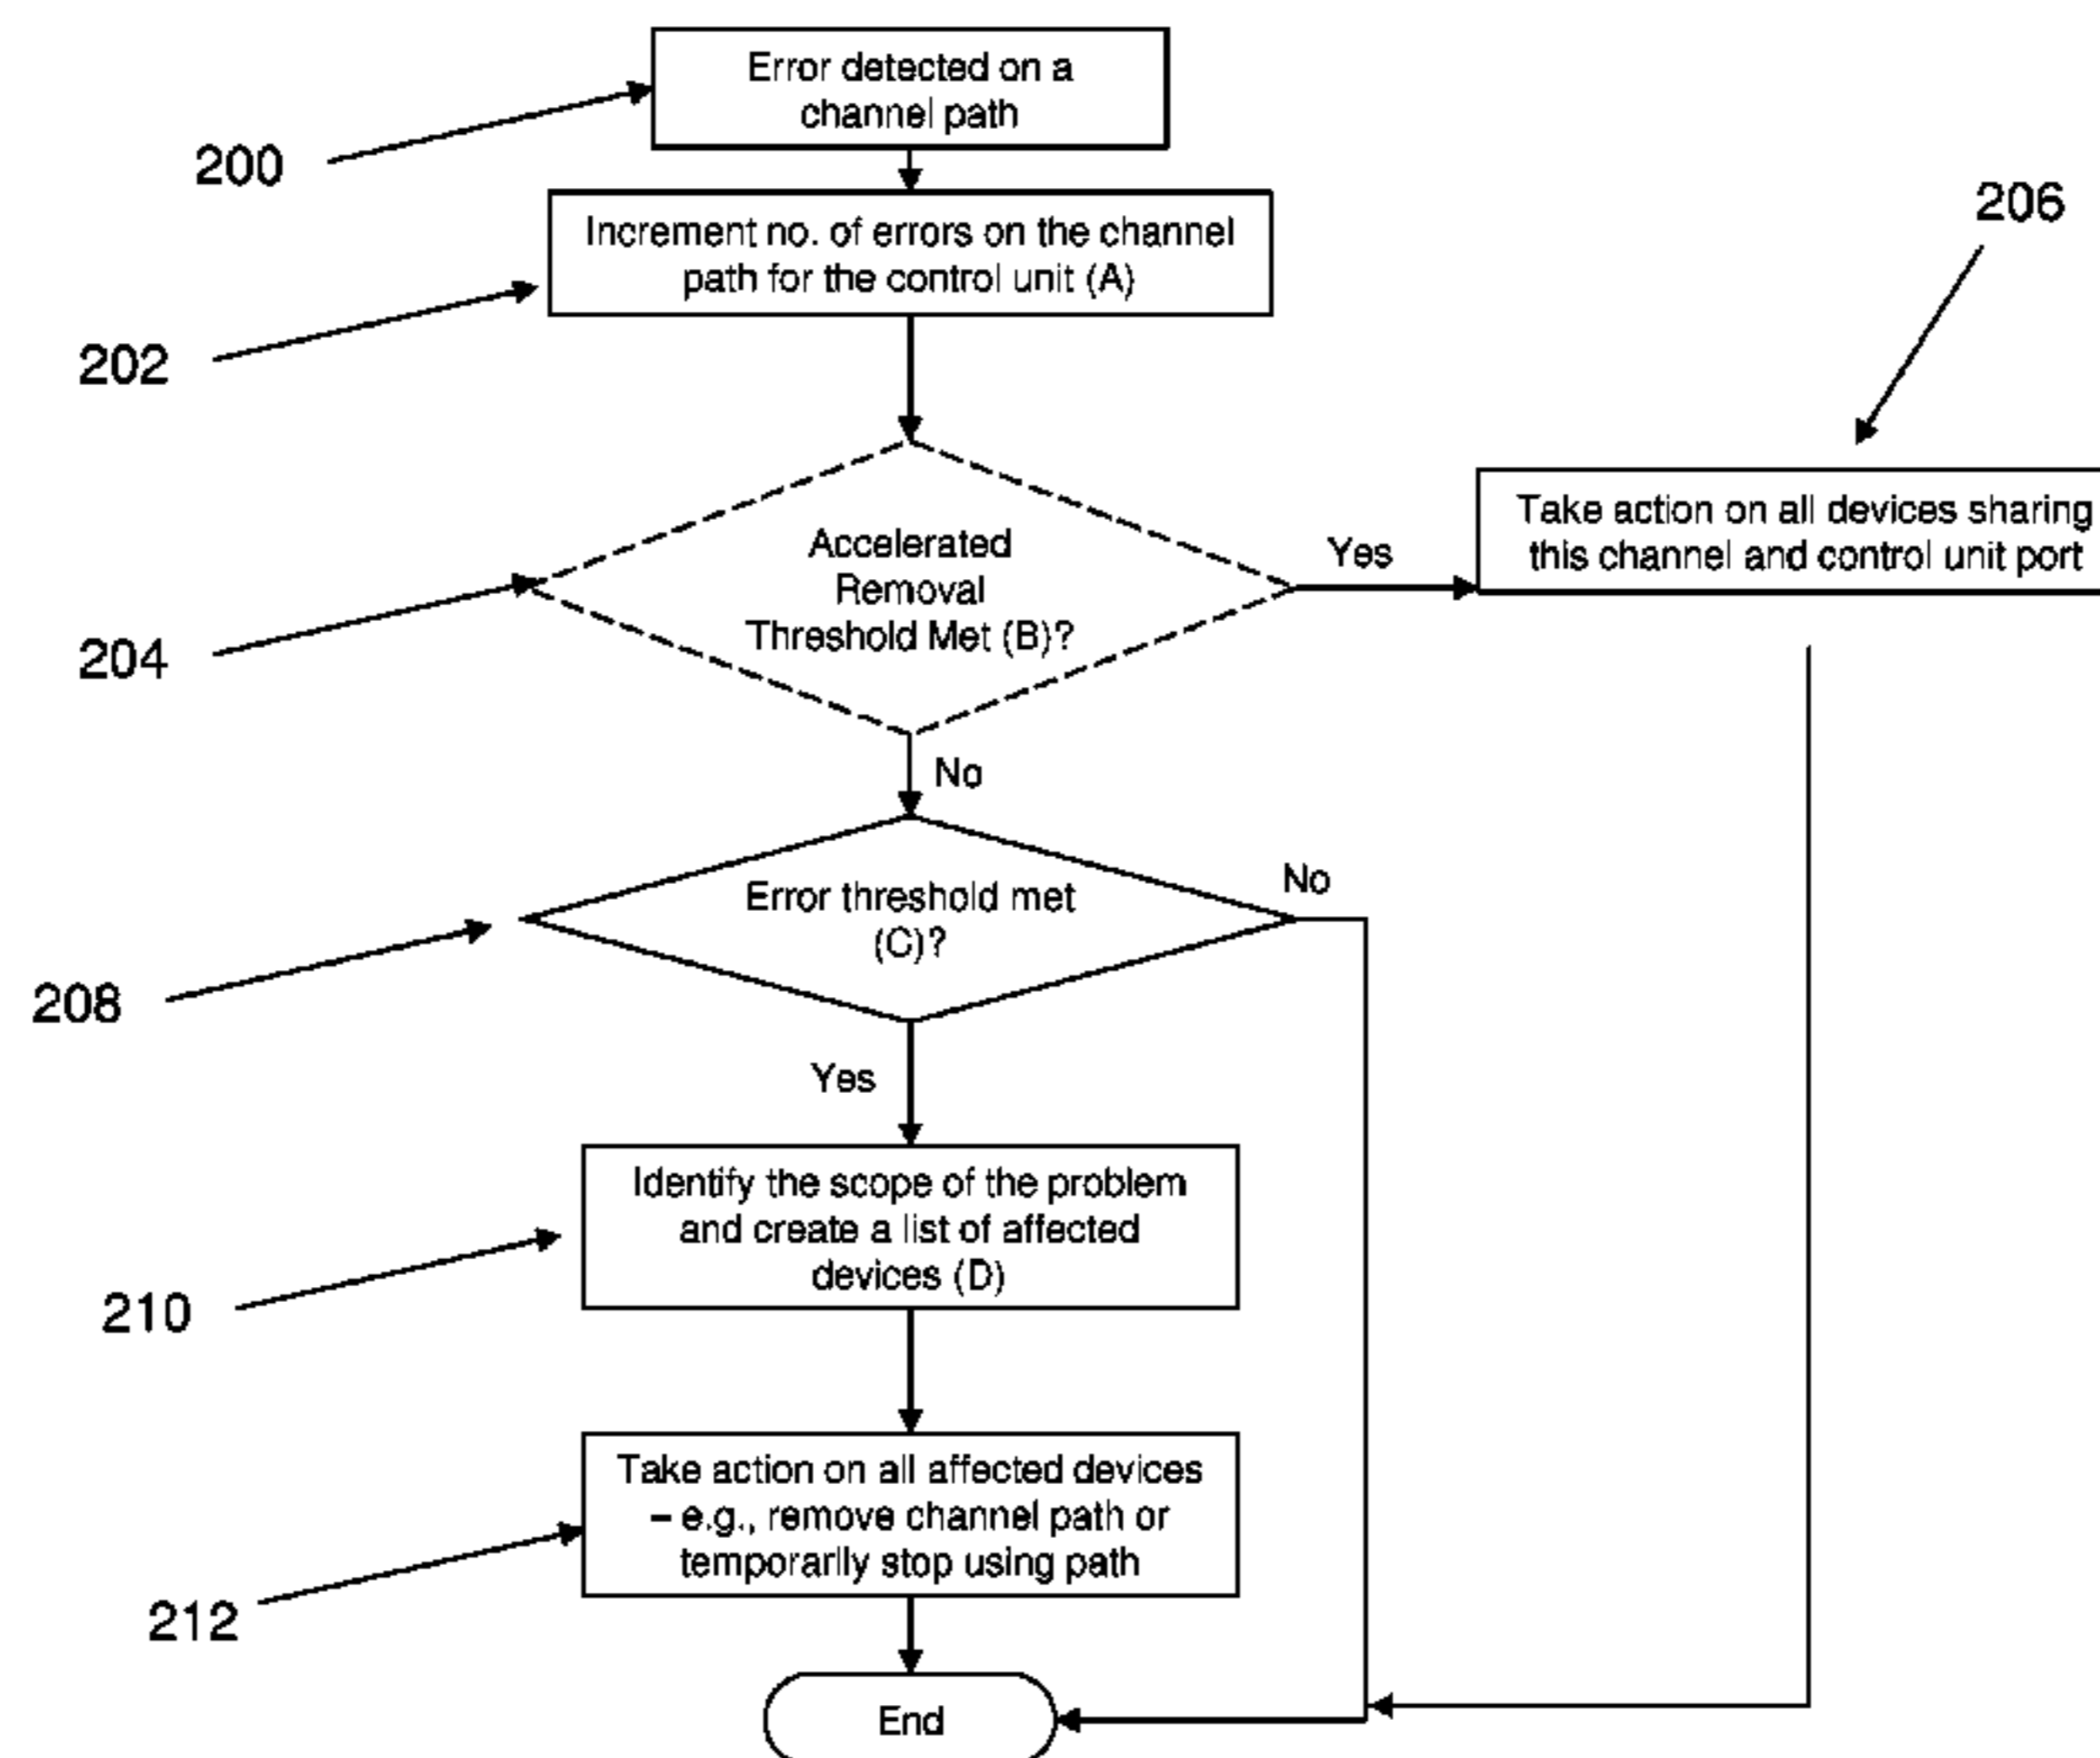 Error detected on a
channel path
200
Increment no. of errors on the channel
path for the control unit (A)
206
202
Take action on all devices sharing
this channel and control unit port
Accelerated
Removal
Threshold Met (B)?
Yes
204
No
Error threshold met
(C)?
No
208
Yes
Identify the scope of the problem
and create a list of affected
devices (D)
210
Take action on all affected devices
– e.g., remove channel path or
temporarily stop using path
212
End